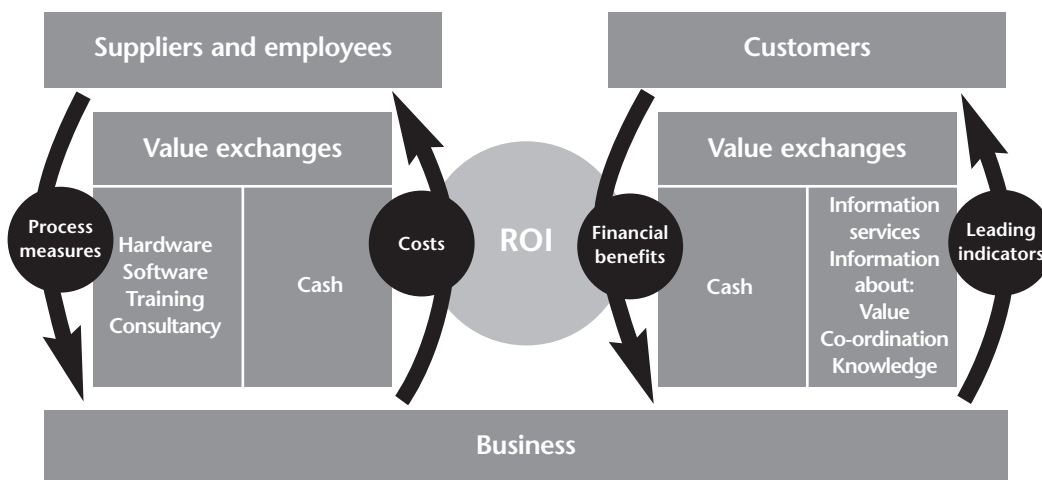 Suppliers and employees
Customers
Value exchanges
Value exchanges
Process
measures
Hardware
Software
Training
Consultancy
Cash
Costs
ROI
Financial
benefits
Cash
Information
services
Information
about:
Value
Co-ordination
Knowledge
Leading
indicators
Business